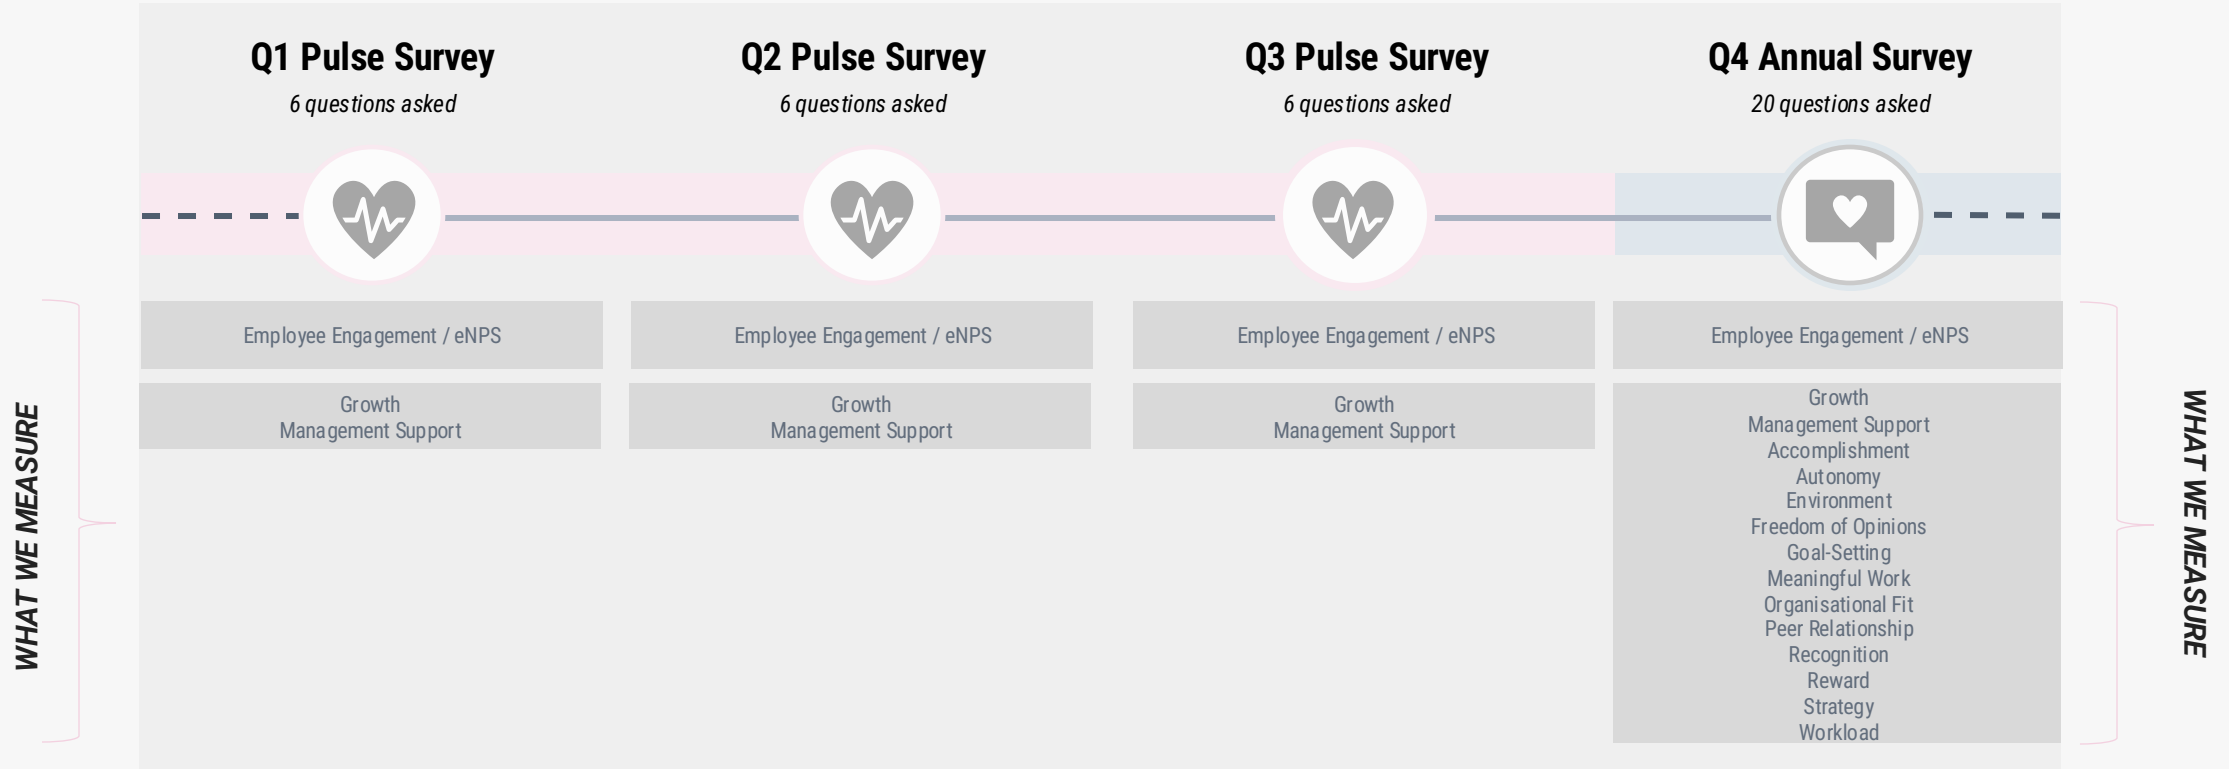 Q1 Pulse Survey
6 questions asked
Q2 Pulse Survey
6 questions asked
Q3 Pulse Survey
6 questions asked
Q4 Annual Survey
20 questions asked
WHAT WE MEASURE
Employee Engagement / eNPS
Growth
Management Support
Employee Engagement / eNPS
Growth
Management Support
Employee Engagement / eNPS
Growth
Management Support
Employee Engagement / eNPS
Growth
Management Support
Accomplishment
Autonomy
Environment
Freedom of Opinions
Goal-Setting
Meaningful Work
Organisational Fit
Peer Relationship
Recognition
Reward
Strategy
Workload
WHAT WE MEASURE